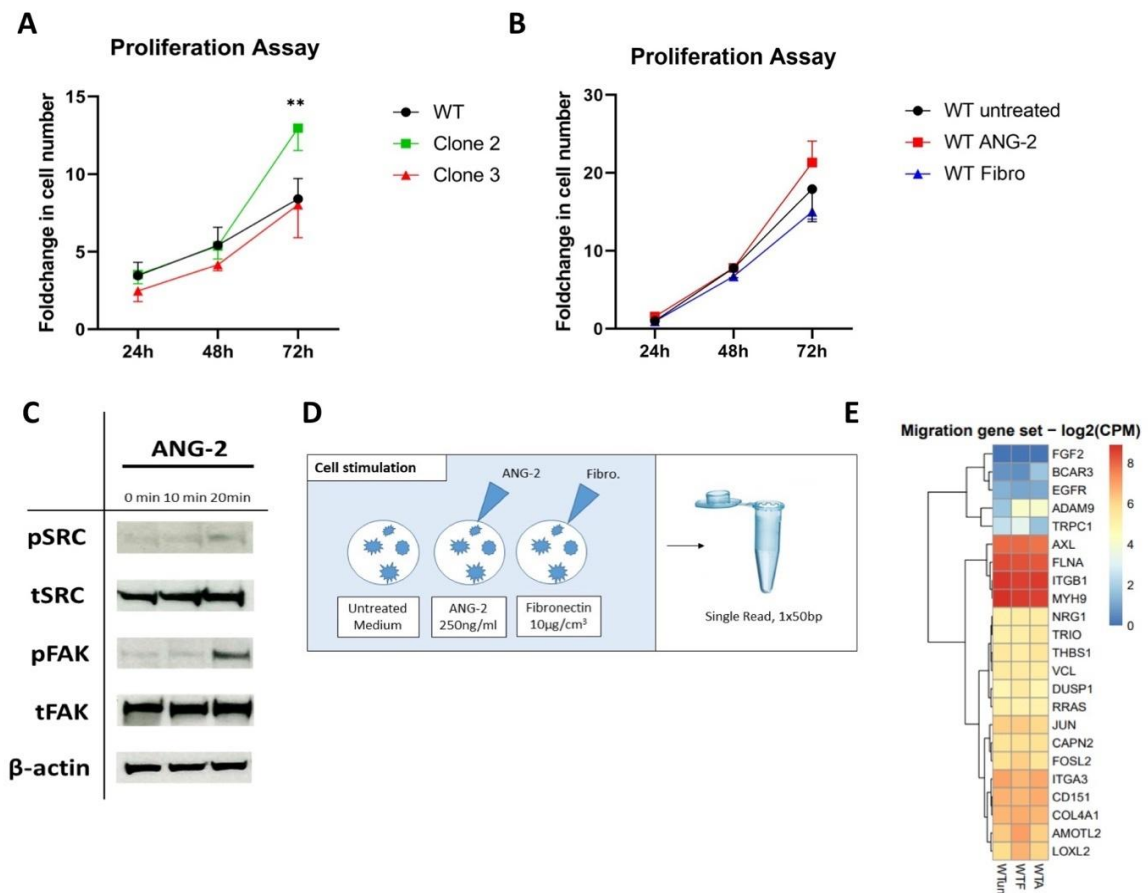 A
Proliferation Assay
Foldchange in cell number
15
10
5
0
24h 48h 72h
**
WT
Clone 2
Clone 3
B
Proliferation Assay
Foldchange in cell number
30
20
10
0
24h 48h 72h
WT untreated
WT ANG-2
WT Fibro
C
ANG-2
0 min 10 min 20min
pSRC
tSRC
pFAK
tFAK
β-actin
D
Cell stimulation
ANG-2
Fibro.
Untreated
Medium
ANG-2
250ng/ml
Fibronectin
10µg/cm³
Single Read, 1x50bp
E
Migration gene set − log2(CPM)
FGF2
BCAR3
EGFR
ADAM9
TRPC1
AXL
FLNA
ITGB1
MYH9
NRG1
TRIO
THBS1
VCL
DUSP1
RRAS
JUN
CAPN2
FOSL2
ITGA3
CD151
COL4A1
AMOTL2
LOXL2
8
6
4
2
0
WTun
WTF
WTA